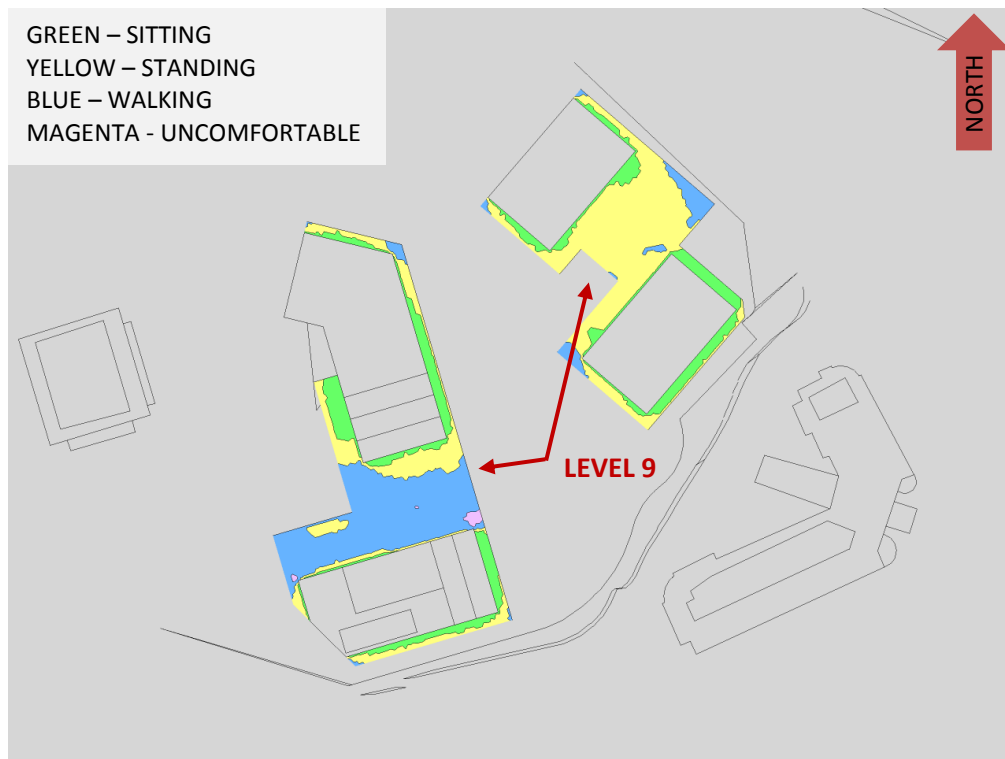 GREEN – SITTING
YELLOW – STANDING
BLUE – WALKING
MAGENTA - UNCOMFORTABLE
NORTH
LEVEL 9